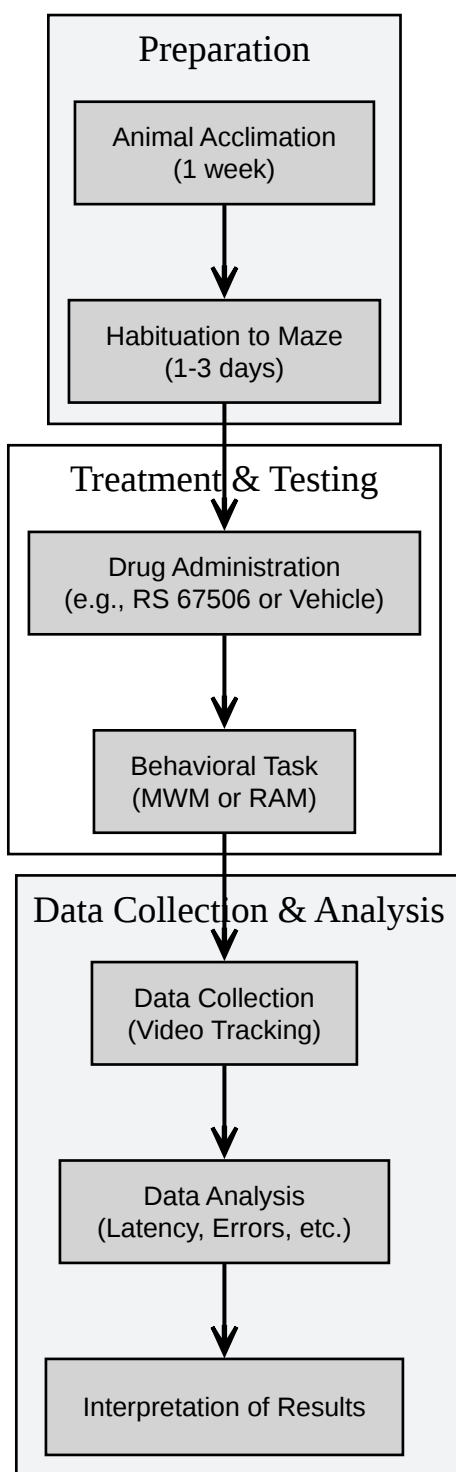 Preparation
Animal Acclimation
(1 week)
Habituation to Maze
(1-3 days)
Treatment & Testing
Drug Administration
(e.g., RS 67506 or Vehicle)
Behavioral Task
(MWM or RAM)
Data Collection & Analysis
Data Collection
(Video Tracking)
Data Analysis
(Latency, Errors, etc.)
Interpretation of Results